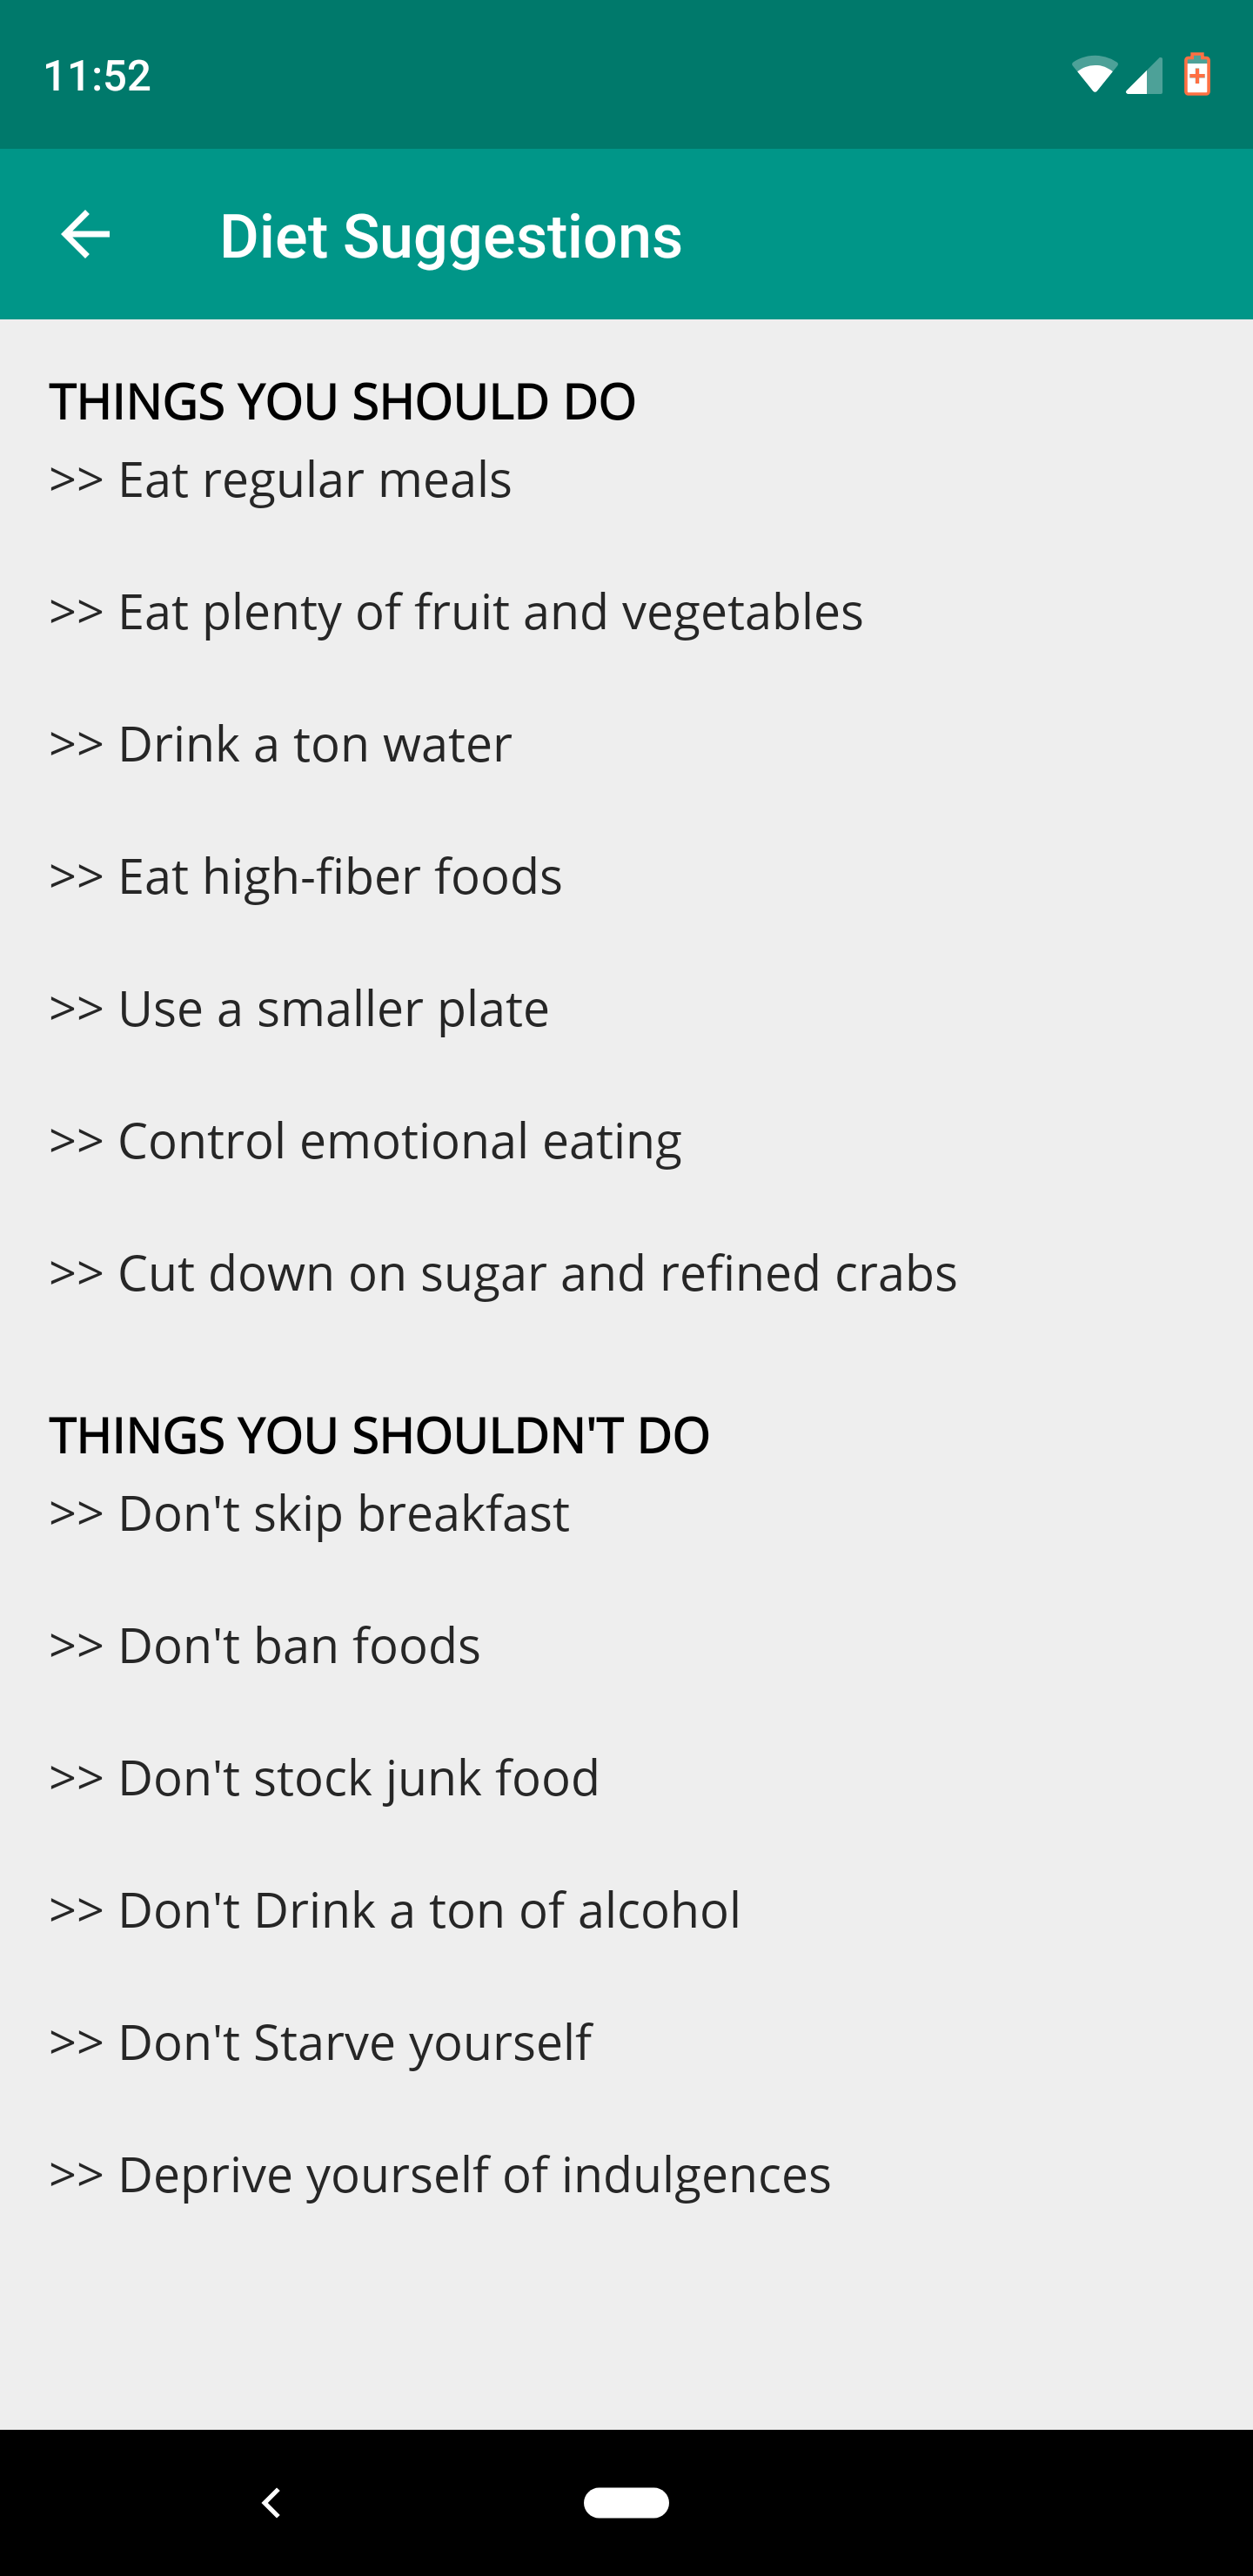 11:52
Diet Suggestions
THINGS YOU SHOULD DO
>> Eat regular meals
>> Eat plenty of fruit and vegetables
>> Drink a ton water
>> Eat high-fiber foods
>> Use a smaller plate
>> Control emotional eating
>> Cut down on sugar and refined crabs
THINGS YOU SHOULDN'T DO
>> Don't skip breakfast
>> Don't ban foods
>> Don't stock junk food
>> Don't Drink a ton of alcohol
>> Don't Starve yourself
>> Deprive yourself of indulgences